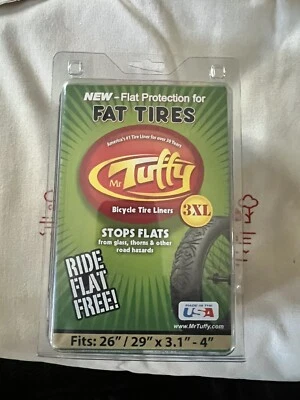 NEW - Flat Protection for
FAT TIRES
America's #1 Tire Liner for over 30 Years
Mr
Tuffy
Bicycle Tire Liners
3XL
STOPS FLATS
from glass, thorns & other
road hazards
RIDE
FLAT
FREE!
MADE IN THE
USA
www.MrTuffy.com
Fits: 26" / 29" x 3.1" - 4"